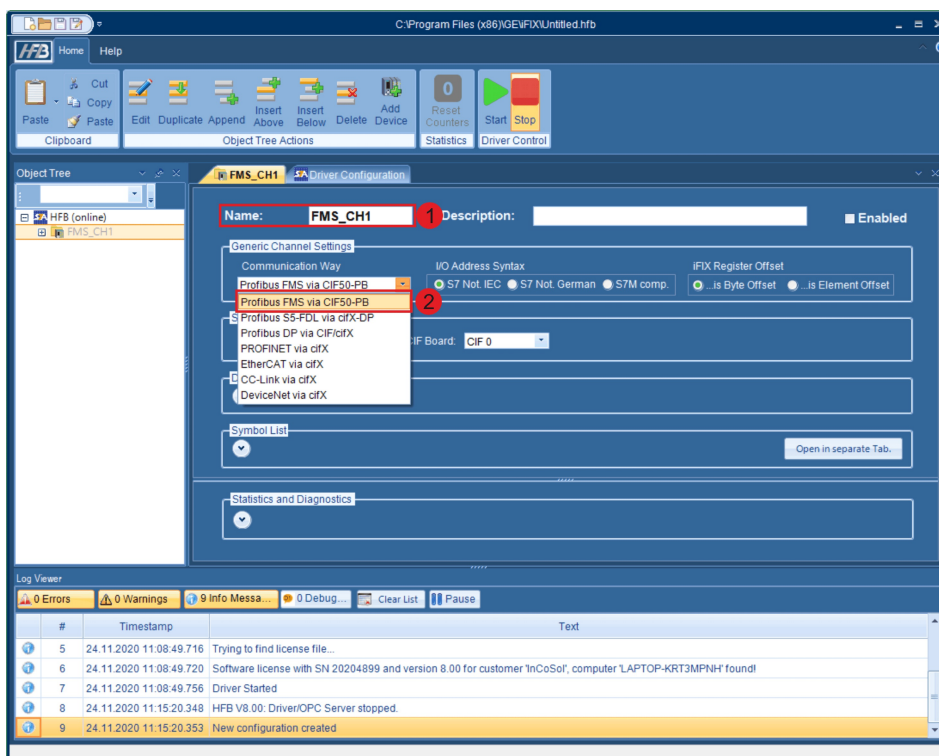 C:\Program Files (x86)\GE\iFIX\Untitled.hfb
HFB Home Help
Paste
Cut
Copy
Paste
Clipboard
Edit Duplicate Append Insert Above Insert Below Delete Add Device
Object Tree Actions
0
Reset Counters
Statistics
Start Stop
Driver Control
Object Tree
FMS_CH1 Driver Configuration
HFB (online)
FMS_CH1
Name: FMS_CH1 1 Description: Enabled
Generic Channel Settings
Communication Way I/O Address Syntax iFIX Register Offset
Profibus FMS via CIF50-PB S7 Not. IEC S7 Not. German S7M comp. ...is Byte Offset ...is Element Offset
Profibus FMS via CIF50-PB 2
Profibus S5-FDL via cifX-DP
Profibus DP via CIF/cifX
PROFINET via cifX
EtherCAT via cifX
CC-Link via cifX
DeviceNet via cifX
Board: CIF 0
Symbol List
Open in separate Tab.
Statistics and Diagnostics
Log Viewer
0 Errors 0 Warnings 9 Info Messa... 0 Debug... Clear List Pause
# Timestamp Text
5 24.11.2020 11:08:49.716 Trying to find license file...
6 24.11.2020 11:08:49.720 Software license with SN 20204899 and version 8.00 for customer 'InCoSol', computer 'LAPTOP-KRT3MPNH' found!
7 24.11.2020 11:08:49.756 Driver Started
8 24.11.2020 11:15:20.348 HFB V8.00: Driver/OPC Server stopped.
9 24.11.2020 11:15:20.353 New configuration created